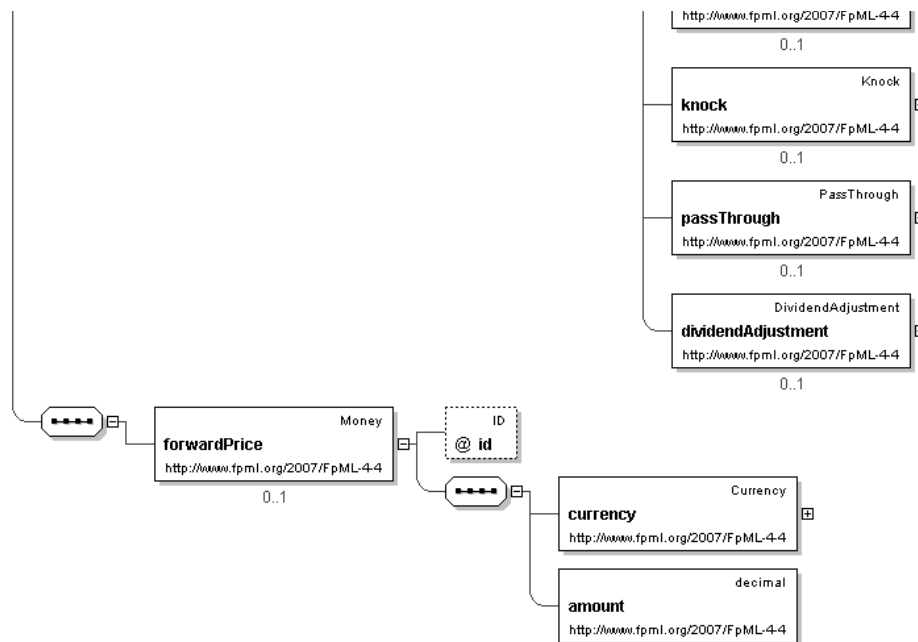 http://www.fpml.org/2007/FpML-4-4
0..1
Knock
knock
http://www.fpml.org/2007/FpML-4-4
0..1
PassThrough
passThrough
http://www.fpml.org/2007/FpML-4-4
0..1
DividendAdjustment
dividendAdjustment
http://www.fpml.org/2007/FpML-4-4
0..1
Money
forwardPrice
http://www.fpml.org/2007/FpML-4-4
0..1
ID
@ id
Currency
currency
http://www.fpml.org/2007/FpML-4-4
decimal
amount
http://www.fpml.org/2007/FpML-4-4